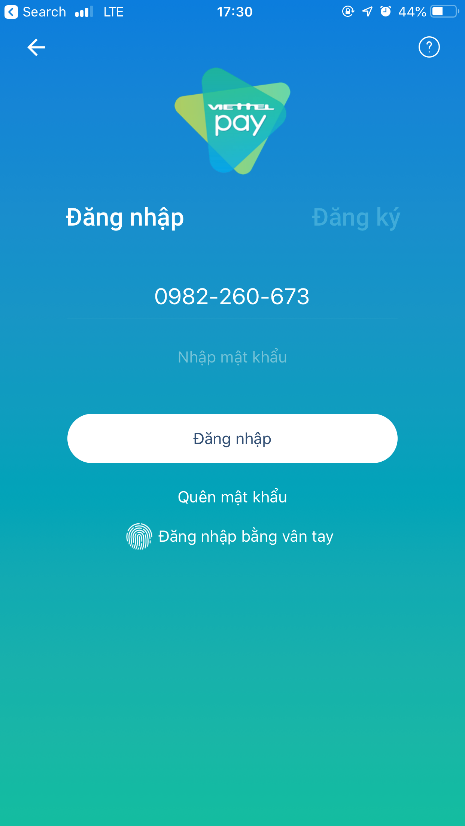 Search LTE 17:30 44%
?
VIETTEL
pay
Đăng nhập Đăng ký
0982-260-673
Nhập mật khẩu
Đăng nhập
Quên mật khẩu
Đăng nhập bằng vân tay